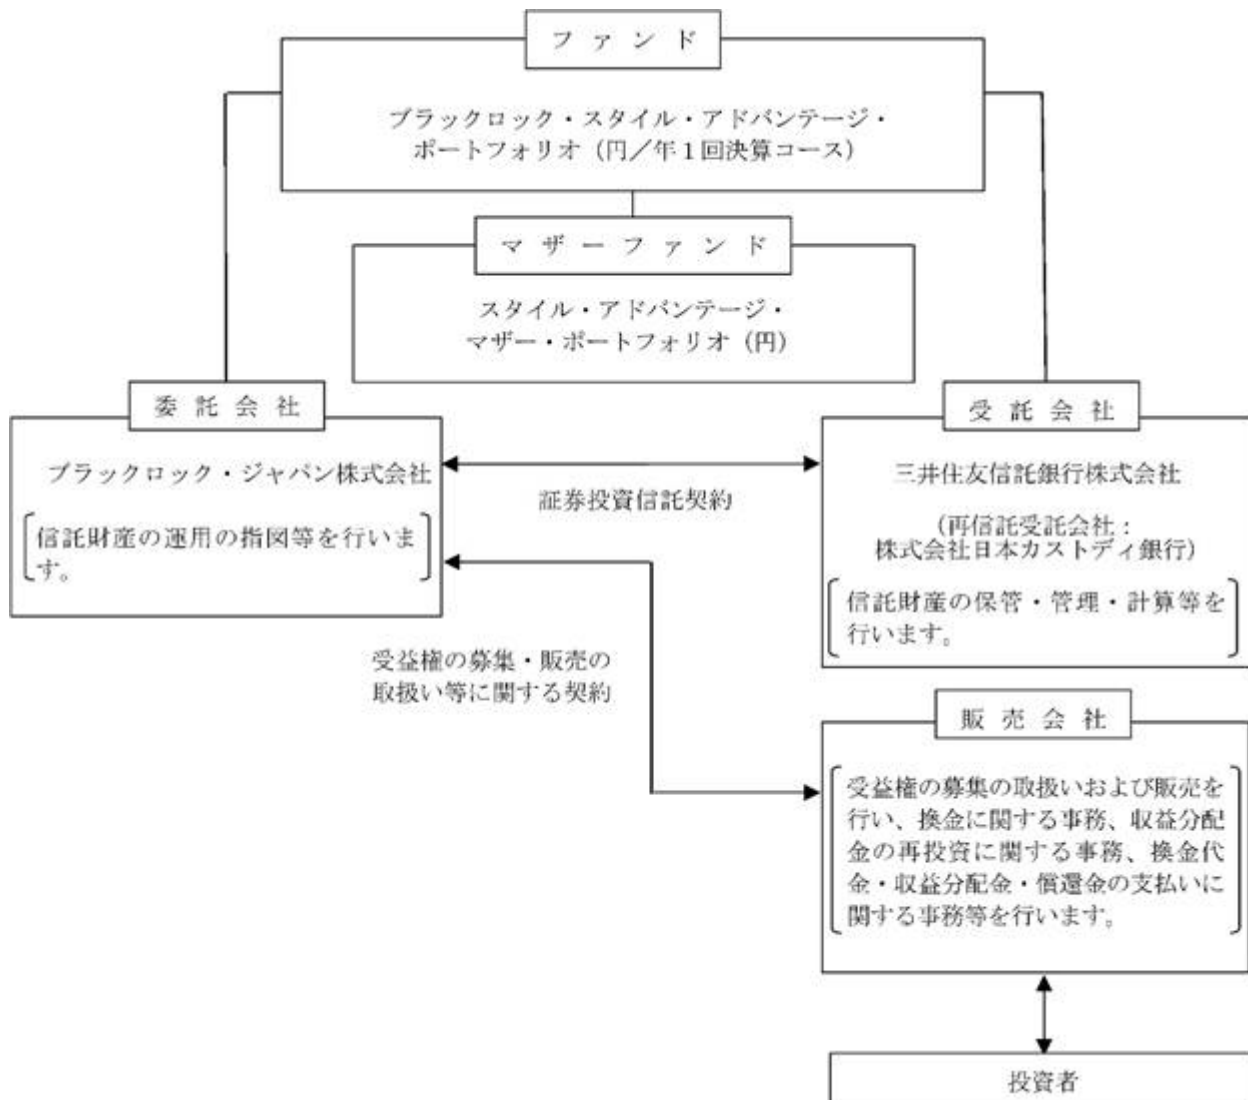 ファンド
ブラックロック・スタイル・アドバンテージ・
ポートフォリオ（円／年１回決算コース）
マザーファンド
スタイル・アドバンテージ・
マザー・ポートフォリオ（円）
委託会社
ブラックロック・ジャパン株式会社
信託財産の運用の指図等を行いま
す。
証券投資信託契約
受託会社
三井住友信託銀行株式会社
（再信託受託会社：
株式会社日本カストディ銀行）
信託財産の保管・管理・計算等を
行います。
受益権の募集・販売の
取扱い等に関する契約
販売会社
受益権の募集の取扱いおよび販売を
行い、換金に関する事務、収益分配
金の再投資に関する事務、換金代
金・収益分配金・償還金の支払いに
関する事務等を行います。
投資者